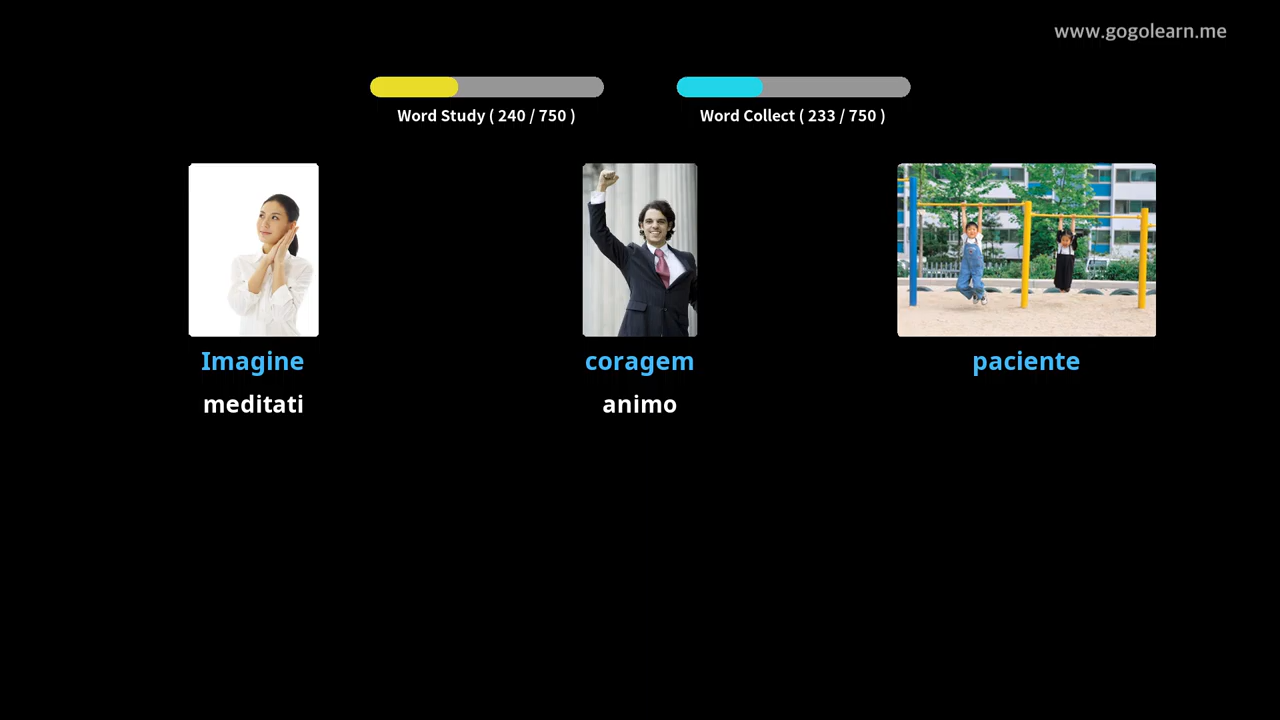 www.gogolearn.me
Word Study ( 240 / 750 )
Word Collect ( 233 / 750 )
Imagine
coragem
paciente
meditati
animo